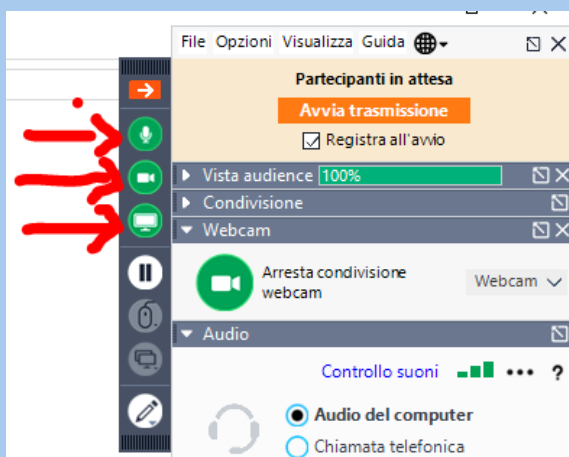 File Opzioni Visualizza Guida
Partecipanti in attesa
Avvia trasmissione
Registra all'avvio
Vista audience 100%
Condivisione
Webcam
Arresta condivisione
webcam
Webcam
Audio
Controllo suoni ?
Audio del computer
Chiamata telefonica